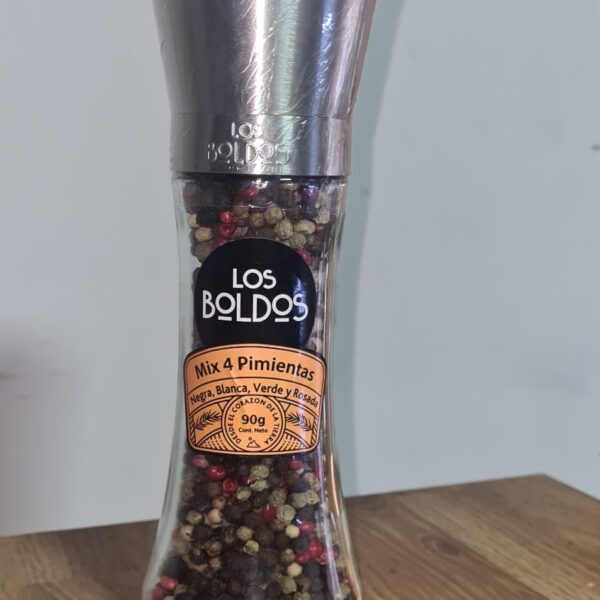 LOS
BOLDOS
LOS
BOLDOS
Mix 4 Pimientas
Negra, Blanca, Verde y Rosada
DESDE EL CORAZON DE LA TIERRA
90g
Cont. Neto